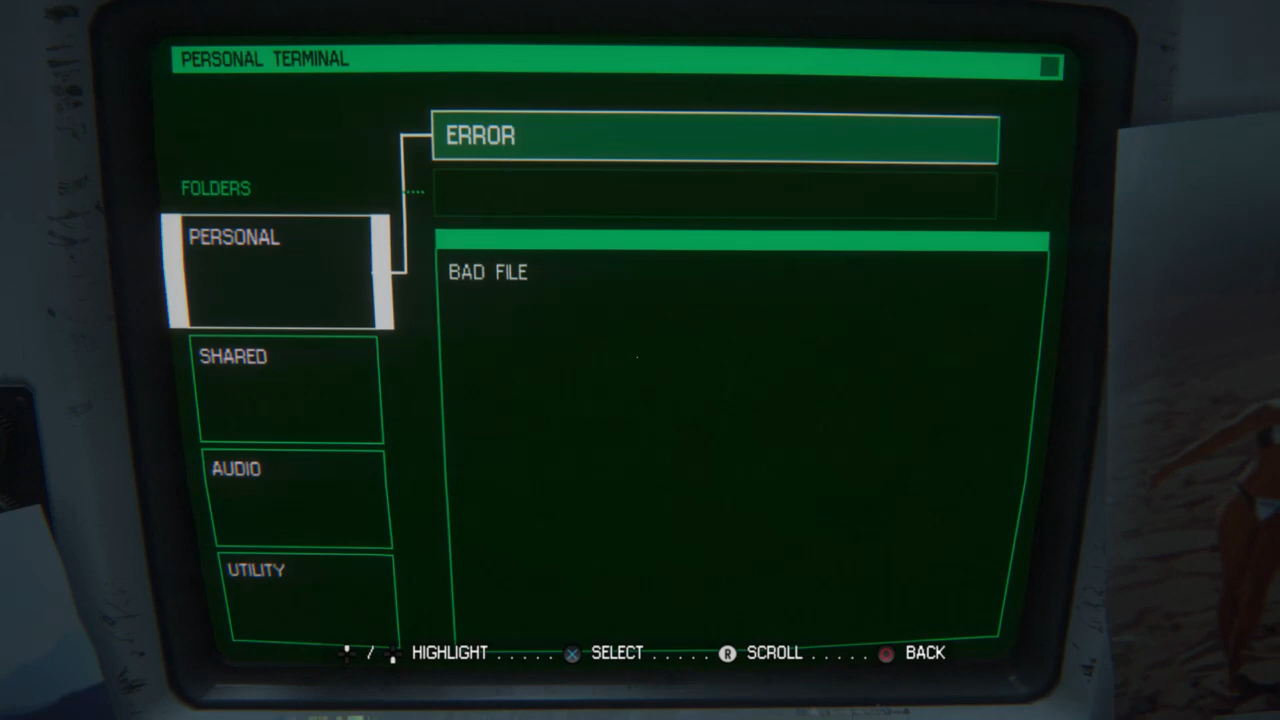 PERSONAL TERMINAL
ERROR
FOLDERS
PERSONAL
BAD FILE
SHARED
AUDIO
UTILITY
/ HIGHLIGHT ...... SELECT ...... R SCROLL ...... BACK